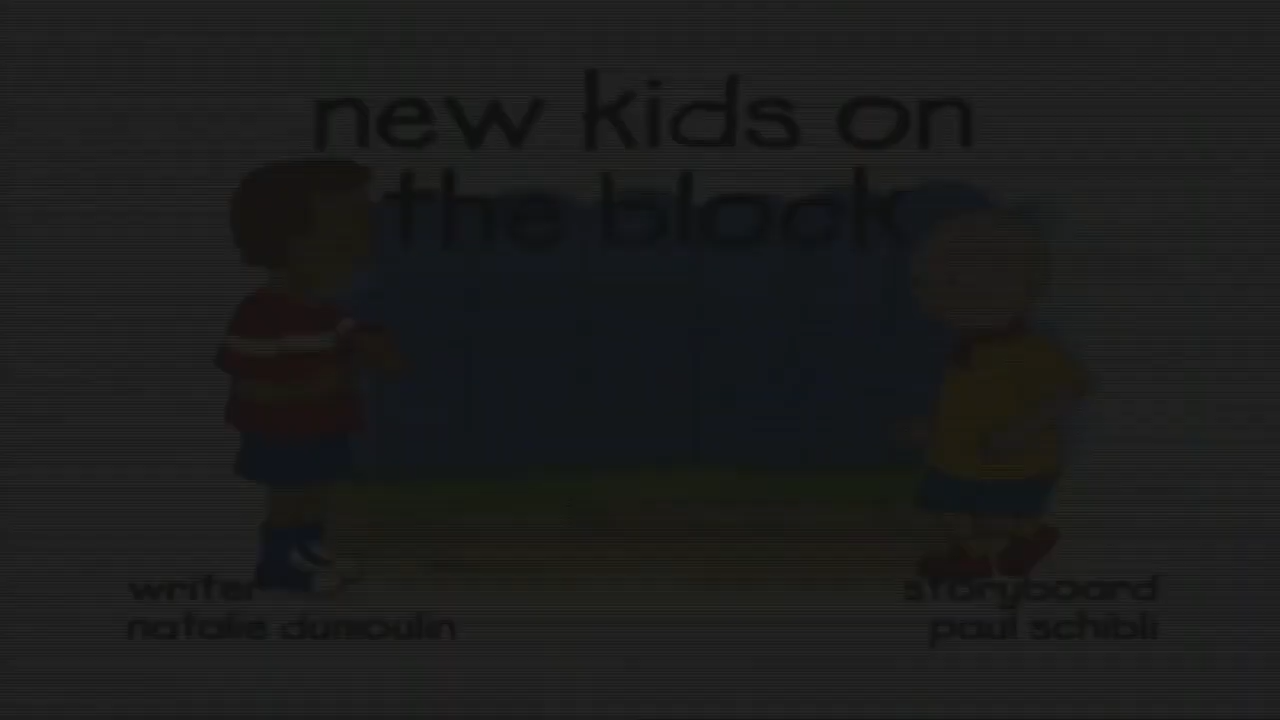 new kids on
the block
writer
natalie dumoulin
storyboard
paul schibli